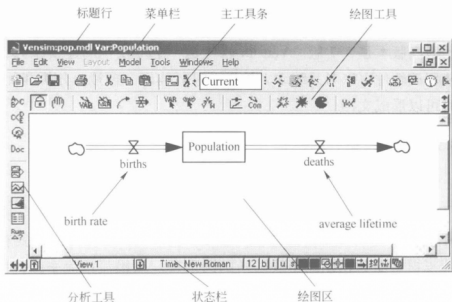 标题行 菜单栏 主工具条 绘图工具
Vensim:pop.mdl Var:Population
File Edit View Layout Model Tools Windows Help
Current
Doc
VAR
births
Population
deaths
birth rate
average lifetime
View 1 Times New Roman 12 b i u s
分析工具 状态栏 绘图区